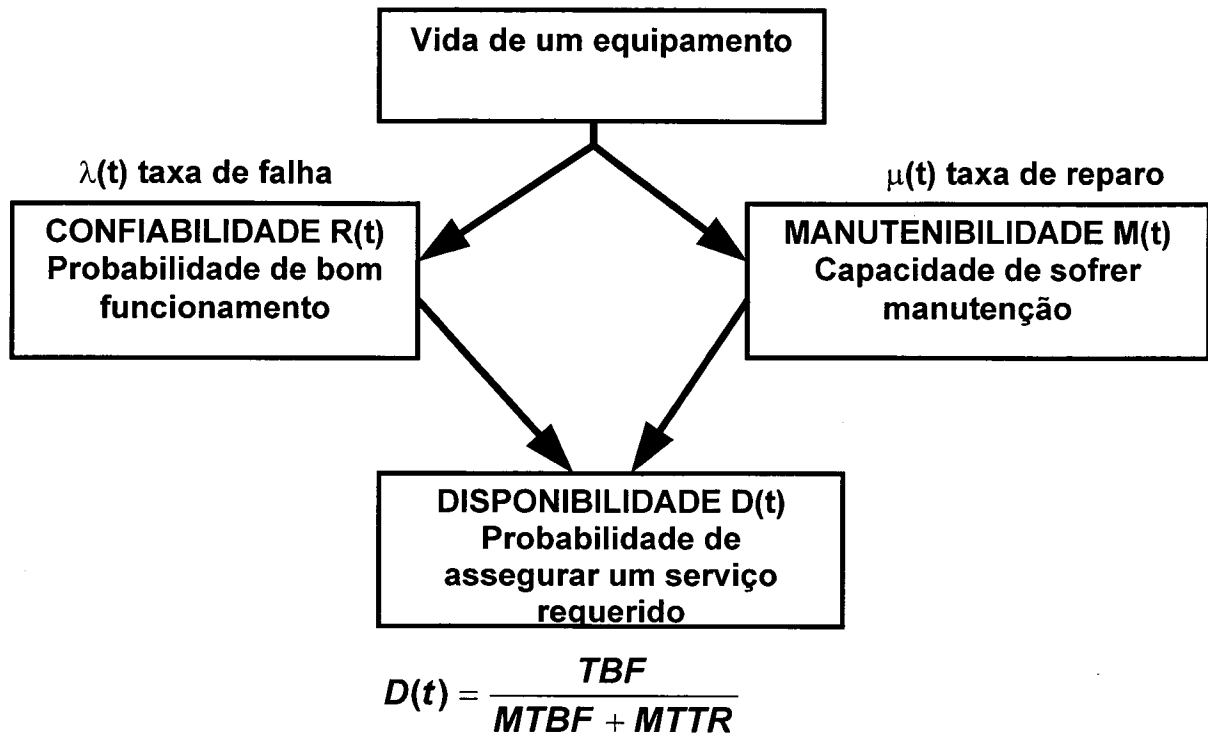 Vida de um equipamento
λ(t) taxa de falha
μ(t) taxa de reparo
CONFIABILIDADE R(t)
Probabilidade de bom
funcionamento
MANUTENIBILIDADE M(t)
Capacidade de sofrer
manutenção
DISPONIBILIDADE D(t)
Probabilidade de
assegurar um serviço
requerido
D(t) = TBF / MTBF + MTTR